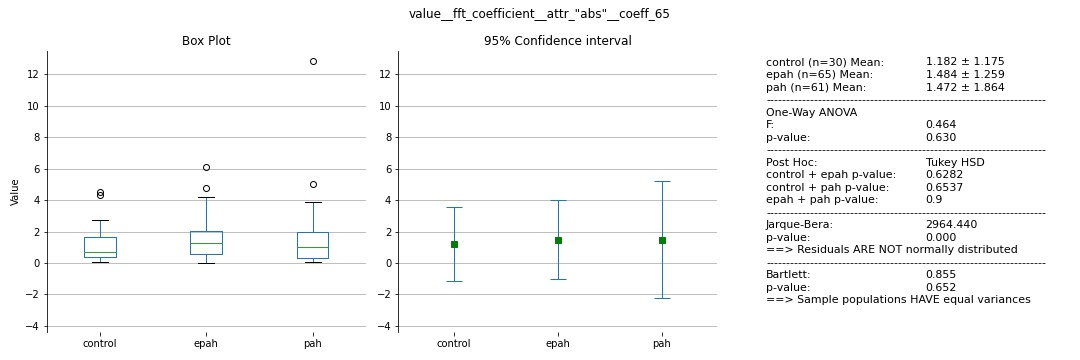 value__fft_coefficient__attr_"abs"__coeff_65
Box Plot
Value
12
10
8
6
4
2
0
−2
−4
control epah pah
95% Confidence interval
12
10
8
6
4
2
0
−2
−4
control epah pah
control (n=30) Mean: 1.182 ± 1.175
epah (n=65) Mean: 1.484 ± 1.259
pah (n=61) Mean: 1.472 ± 1.864
One-Way ANOVA
F: 0.464
p-value: 0.630
Post Hoc: Tukey HSD
control + epah p-value: 0.6282
control + pah p-value: 0.6537
epah + pah p-value: 0.9
Jarque-Bera: 2964.440
p-value: 0.000
==> Residuals ARE NOT normally distributed
Bartlett: 0.855
p-value: 0.652
==> Sample populations HAVE equal variances